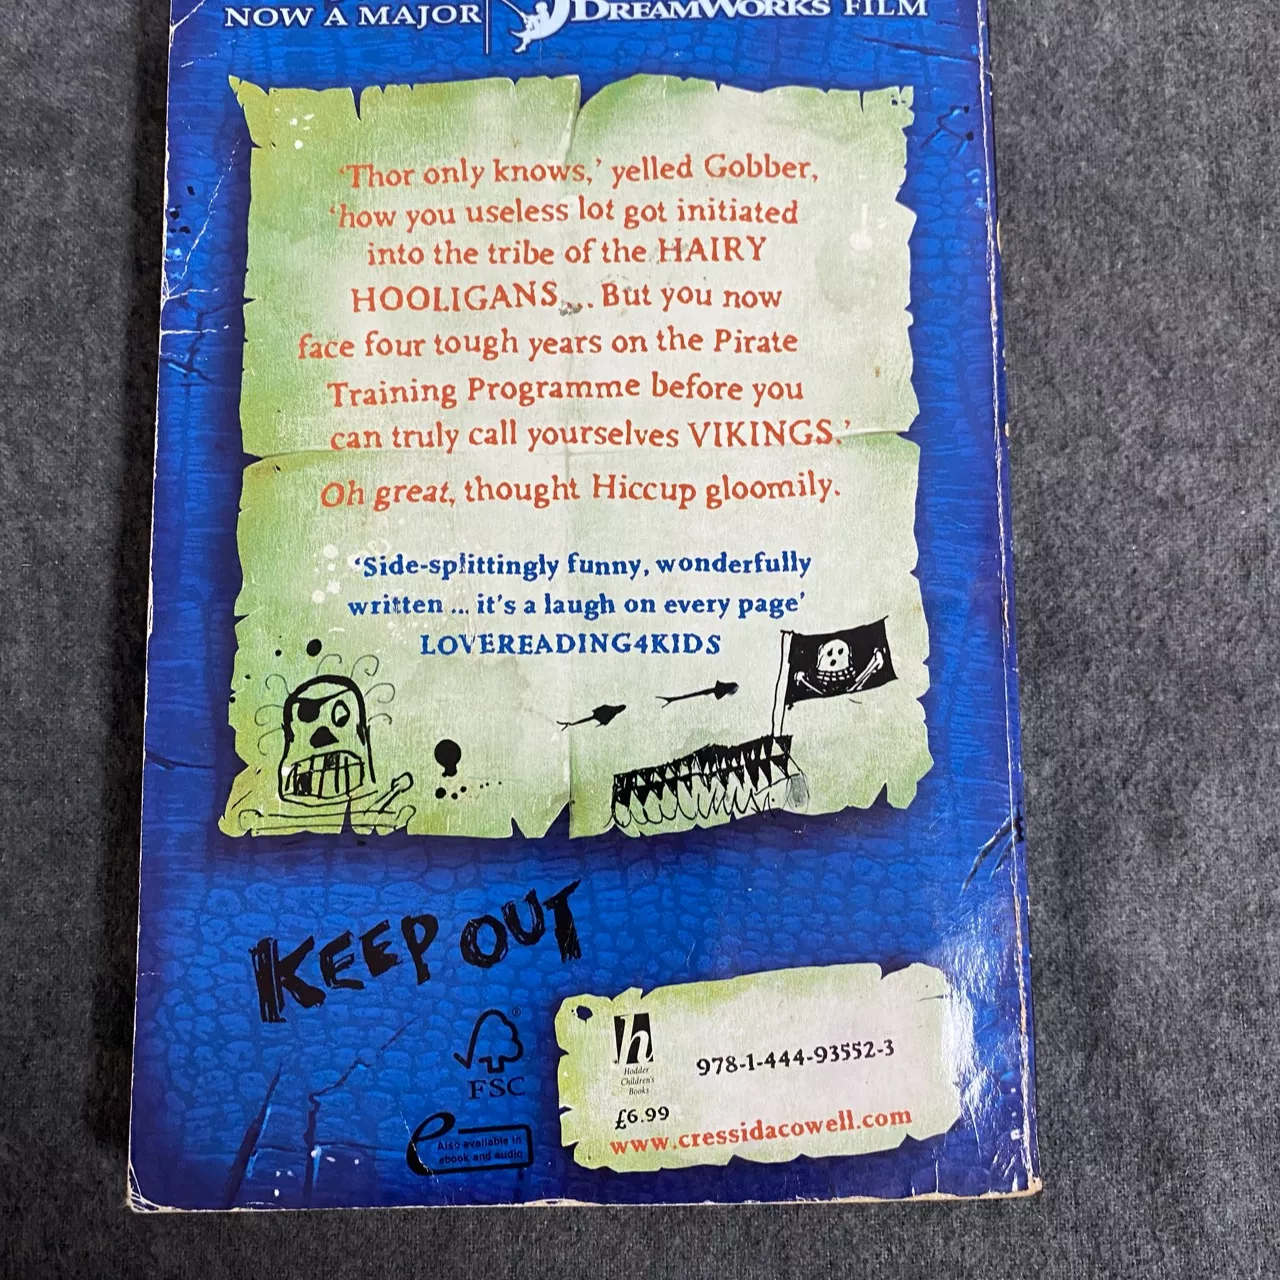 NOW A MAJOR DREAMWORKS FILM
‘Thor only knows,’ yelled Gobber,
‘how you useless lot got initiated
into the tribe of the HAIRY
HOOLIGANS... But you now
face four tough years on the Pirate
Training Programme before you
can truly call yourselves VIKINGS.’
Oh great, thought Hiccup gloomily.
‘Side-splittingly funny, wonderfully
written ... it's a laugh on every page’
LOVEREADING4KIDS
KEEP OUT
FSC
®
e
Also available in
ebook and audio
h
Hodder
Children's
Books
978-1-444-93552-3
£6.99
www.cressidacowell.com